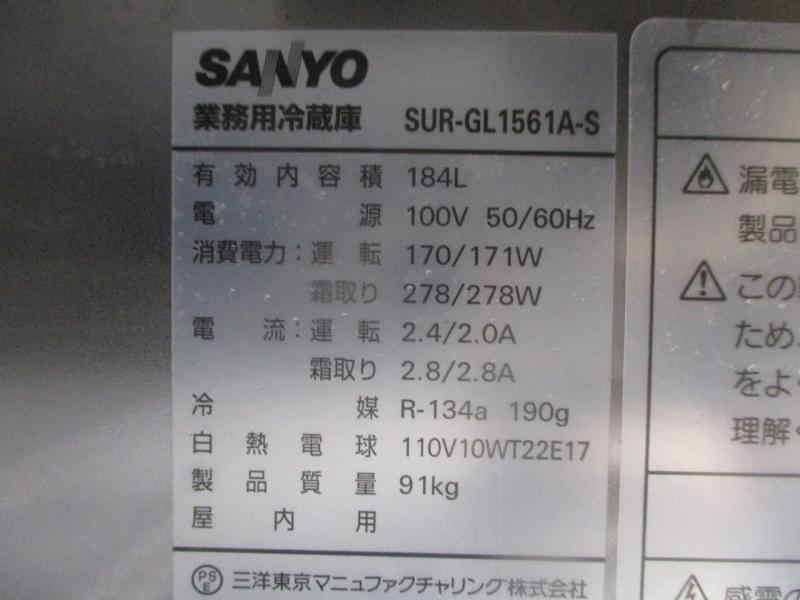 SANYO
業務用冷蔵庫 SUR-GL1561A-S
有効内容積 184L
電源 100V 50/60Hz
消費電力：運転 170/171W
霜取り 278/278W
電流：運転 2.4/2.0A
霜取り 2.8/2.8A
冷媒 R-134a 190g
白熱電球 110V10WT22E17
製品質量 91kg
屋内用
PSE 三洋東京マニュファクチャリング株式会社
漏電
製品
この
ため、
をよ
理解
感電の